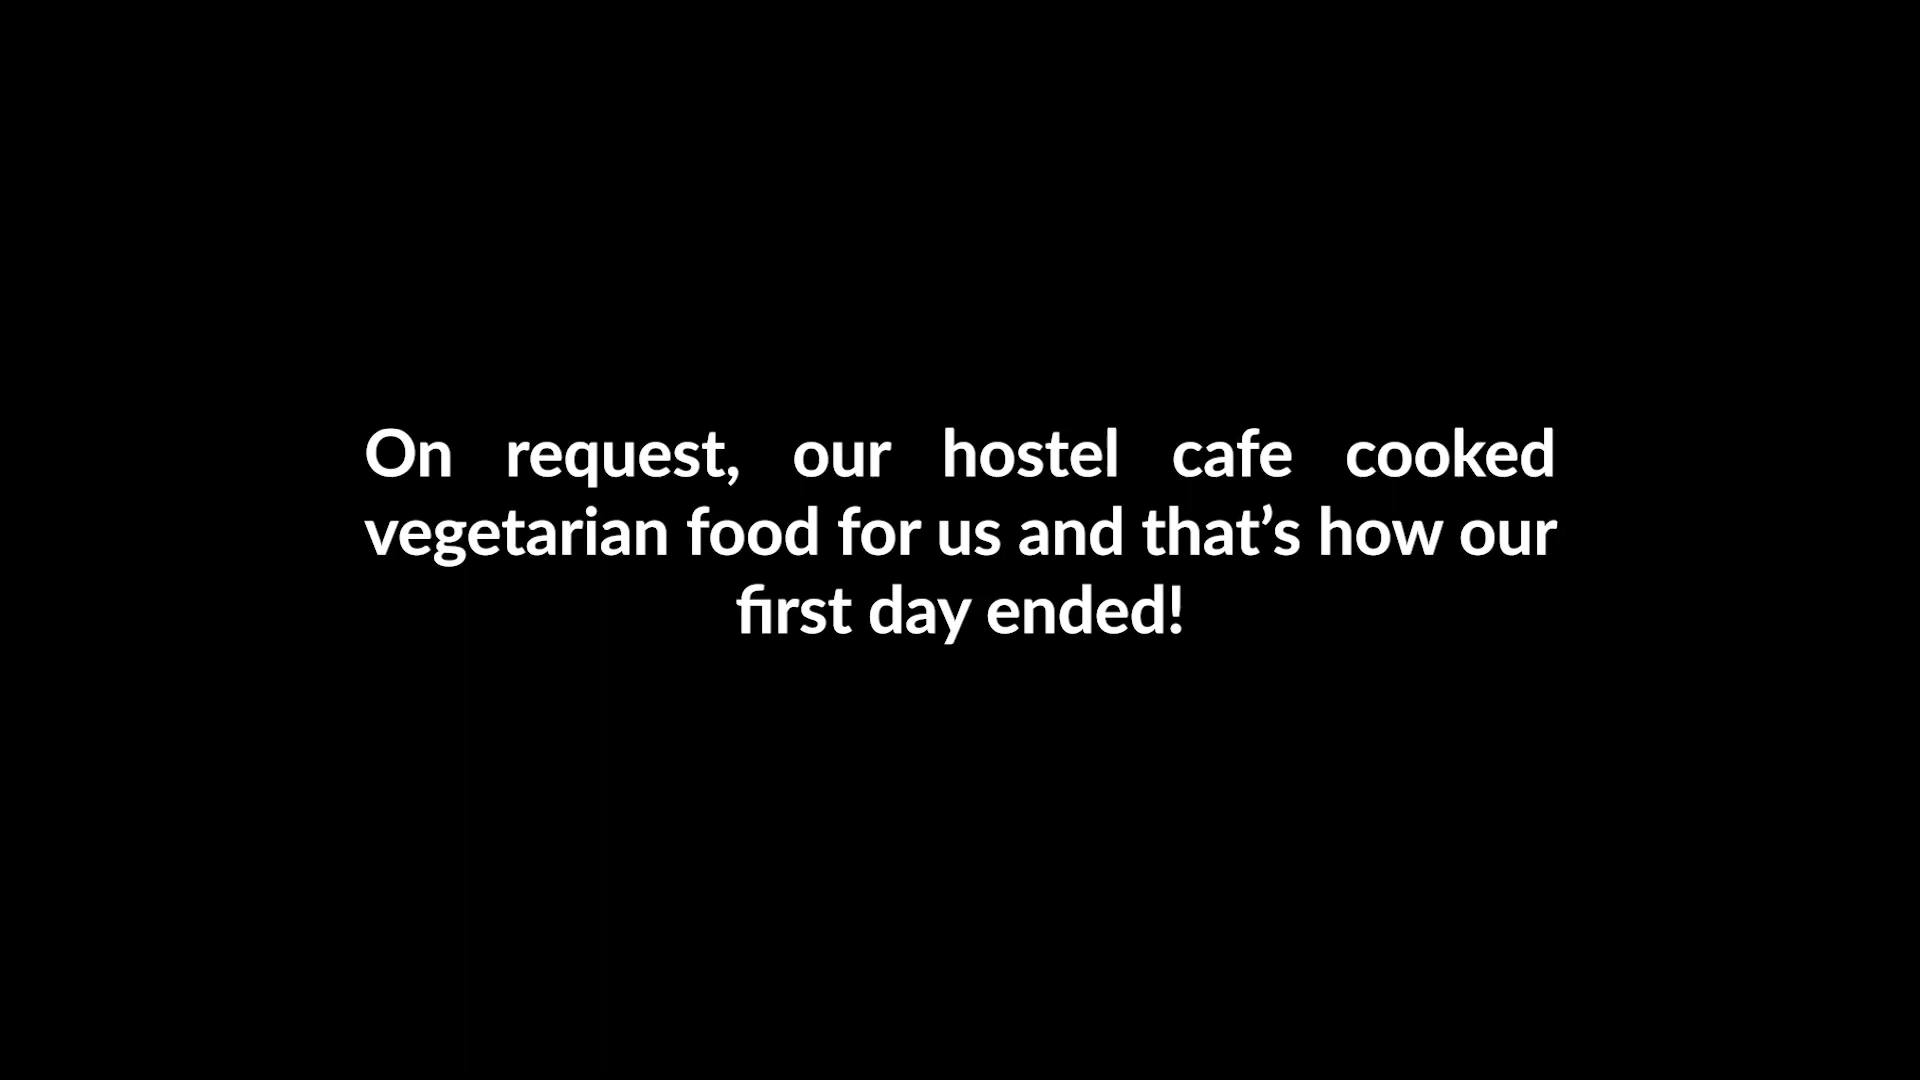 On request, our hostel cafe cooked
vegetarian food for us and that’s how our
first day ended!